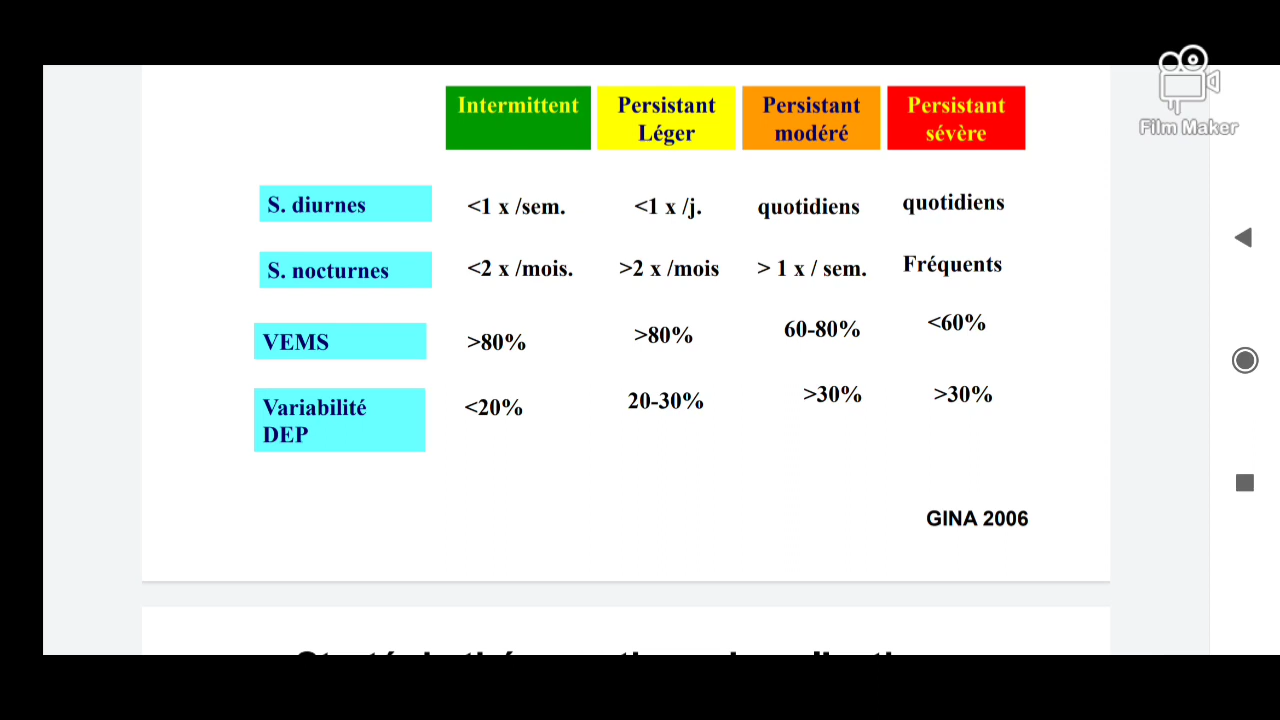 Film Maker
Intermittent
Persistant
Léger
Persistant
modéré
Persistant
sévère
S. diurnes
<1 x /sem.
<1 x /j.
quotidiens
quotidiens
S. nocturnes
<2 x /mois.
>2 x /mois
> 1 x / sem.
Fréquents
VEMS
>80%
>80%
60-80%
<60%
Variabilité
DEP
<20%
20-30%
>30%
>30%
GINA 2006